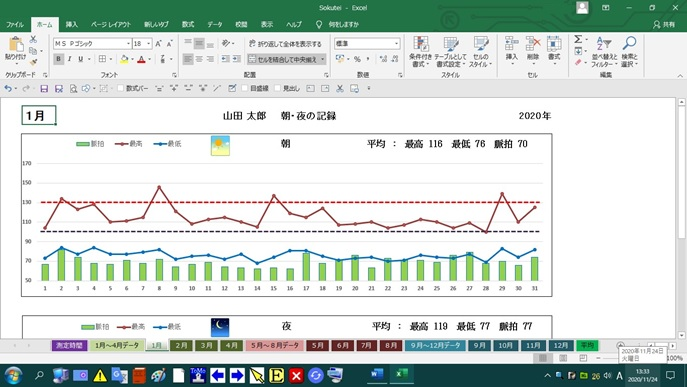 Sokutei - Excel
ファイル ホーム 挿入 ページ レイアウト 新しいタブ 数式 データ 校閲 表示 ヘルプ 何をしますか 共有
貼り付け ＭＳ Ｐゴシック 18 折り返して全体を表示する 標準
B I U セルを結合して中央揃え 条件付き書式 テーブルとして書式設定 セルのスタイル 挿入 削除 書式 並べ替えとフィルター 検索と選択
クリップボード フォント 配置 数値 スタイル セル 編集
数式バー 目盛線 見出し
1月 山田 太郎 朝・夜の記録 2020年
脈拍 最高 最低 朝 平均 ： 最高 116 最低 76 脈拍 70
170
150
130
110
90
70
50
1 2 3 4 5 6 7 8 9 10 11 12 13 14 15 16 17 18 19 20 21 22 23 24 25 26 27 28 29 30 31
脈拍 最高 最低 夜 平均 ： 最高 119 最低 77 脈拍 77
測定時間 1月～4月データ 1月 2月 3月 4月 5月～8月データ 5月 6月 7月 8月 9月～12月データ 9月 10月 11月 12月 平均
2020年11月24日
火曜日
100%
ToMo E 26 A 13:33
2020/11/24